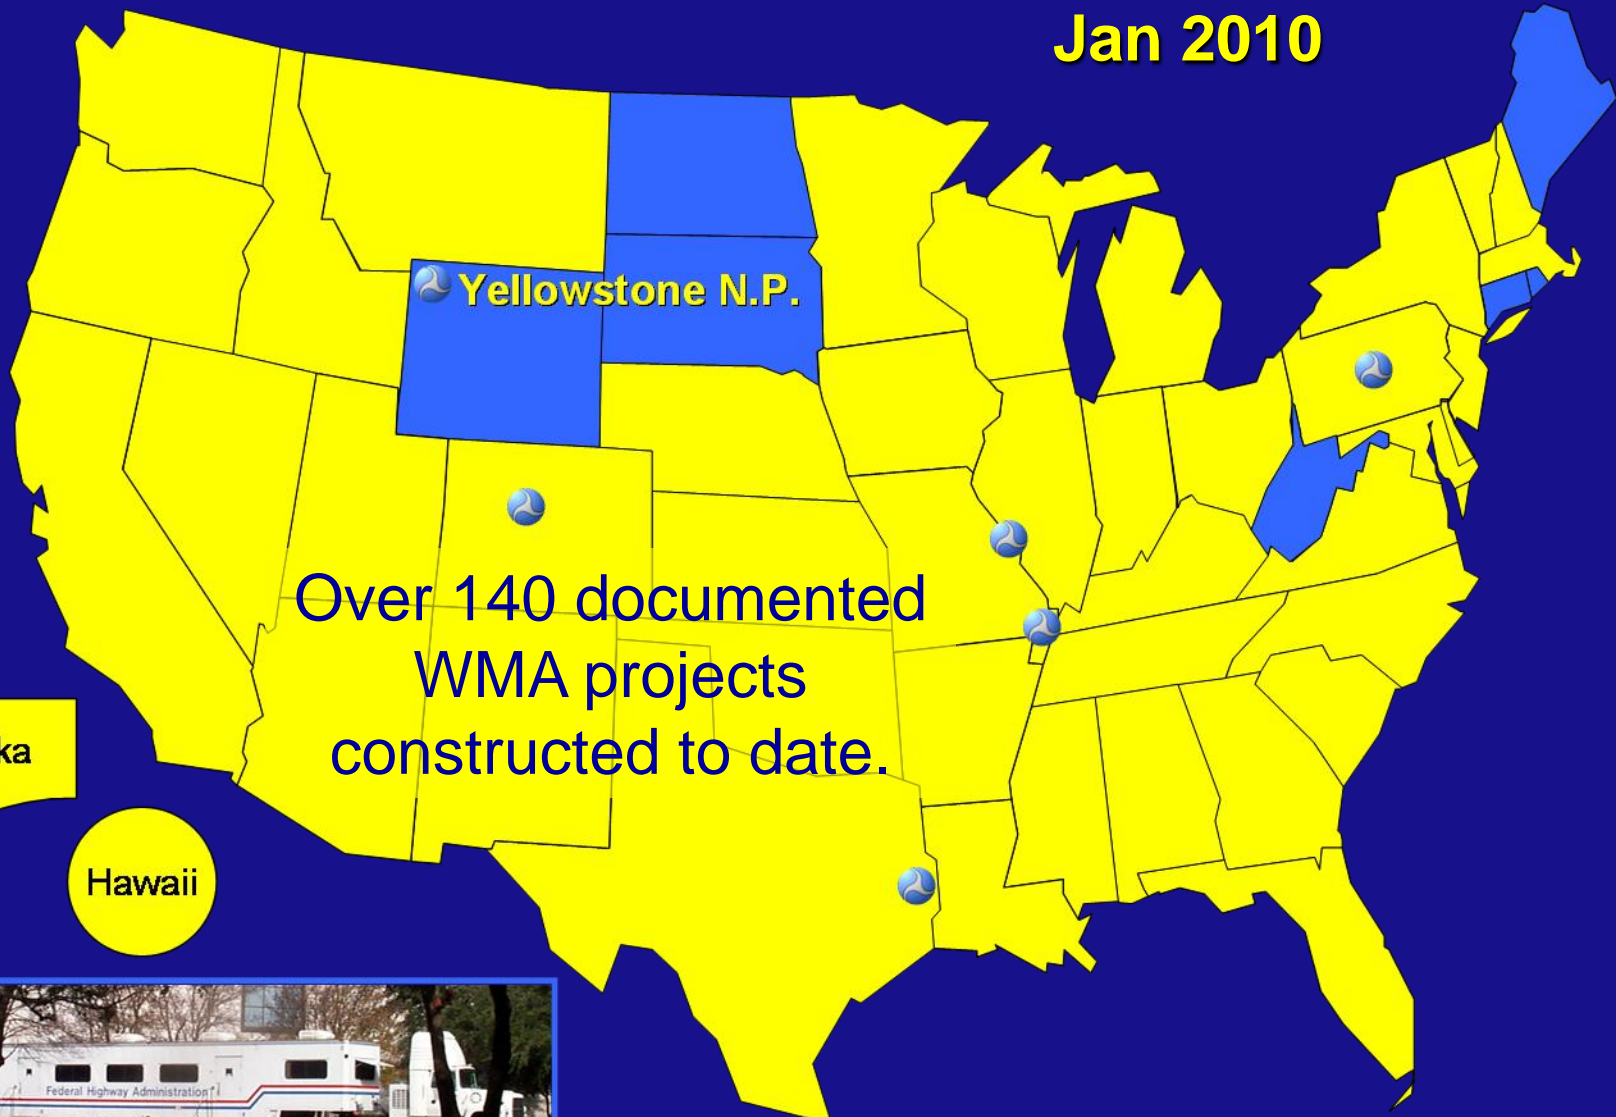 Jan 2010
Yellowstone N.P.
Over 140 documented
WMA projects
constructed to date.
ka
Hawaii
Federal Highway Administration